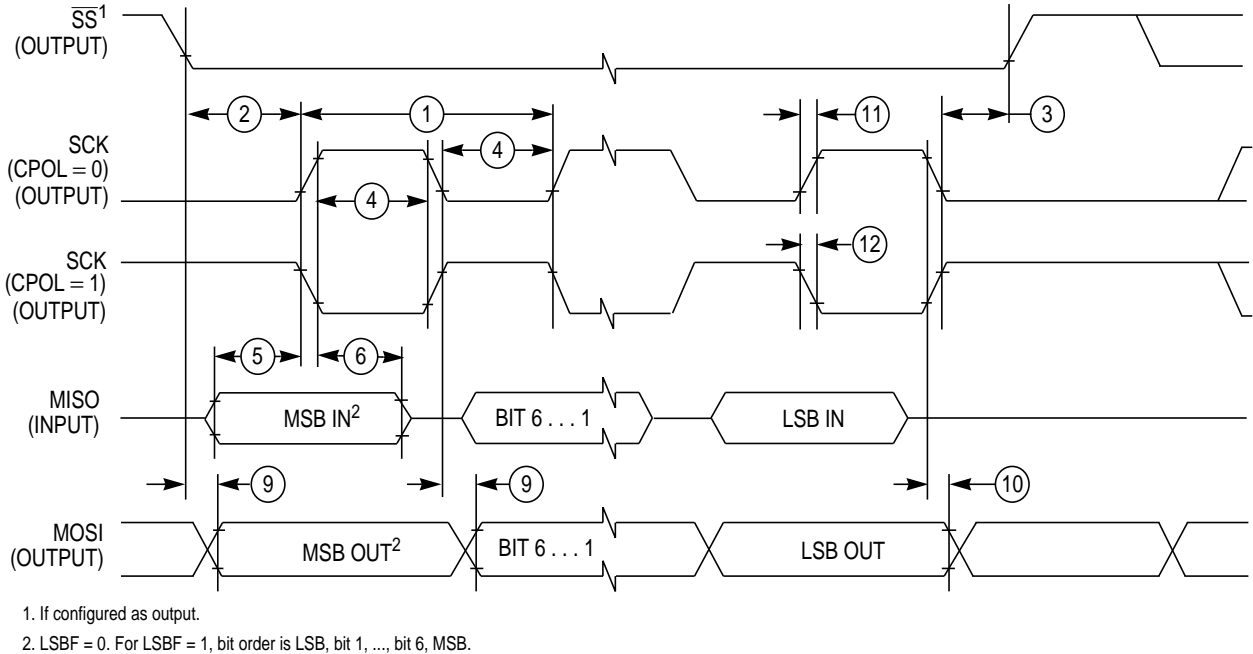 SS1
(OUTPUT)
2
1
11
3
SCK
(CPOL = 0)
(OUTPUT)
4
4
12
SCK
(CPOL = 1)
(OUTPUT)
5
6
MISO
(INPUT)
MSB IN2
BIT 6 . . . 1
LSB IN
9
9
10
MOSI
(OUTPUT)
MSB OUT2
BIT 6 . . . 1
LSB OUT
1. If configured as output.
2. LSBF = 0. For LSBF = 1, bit order is LSB, bit 1, ..., bit 6, MSB.